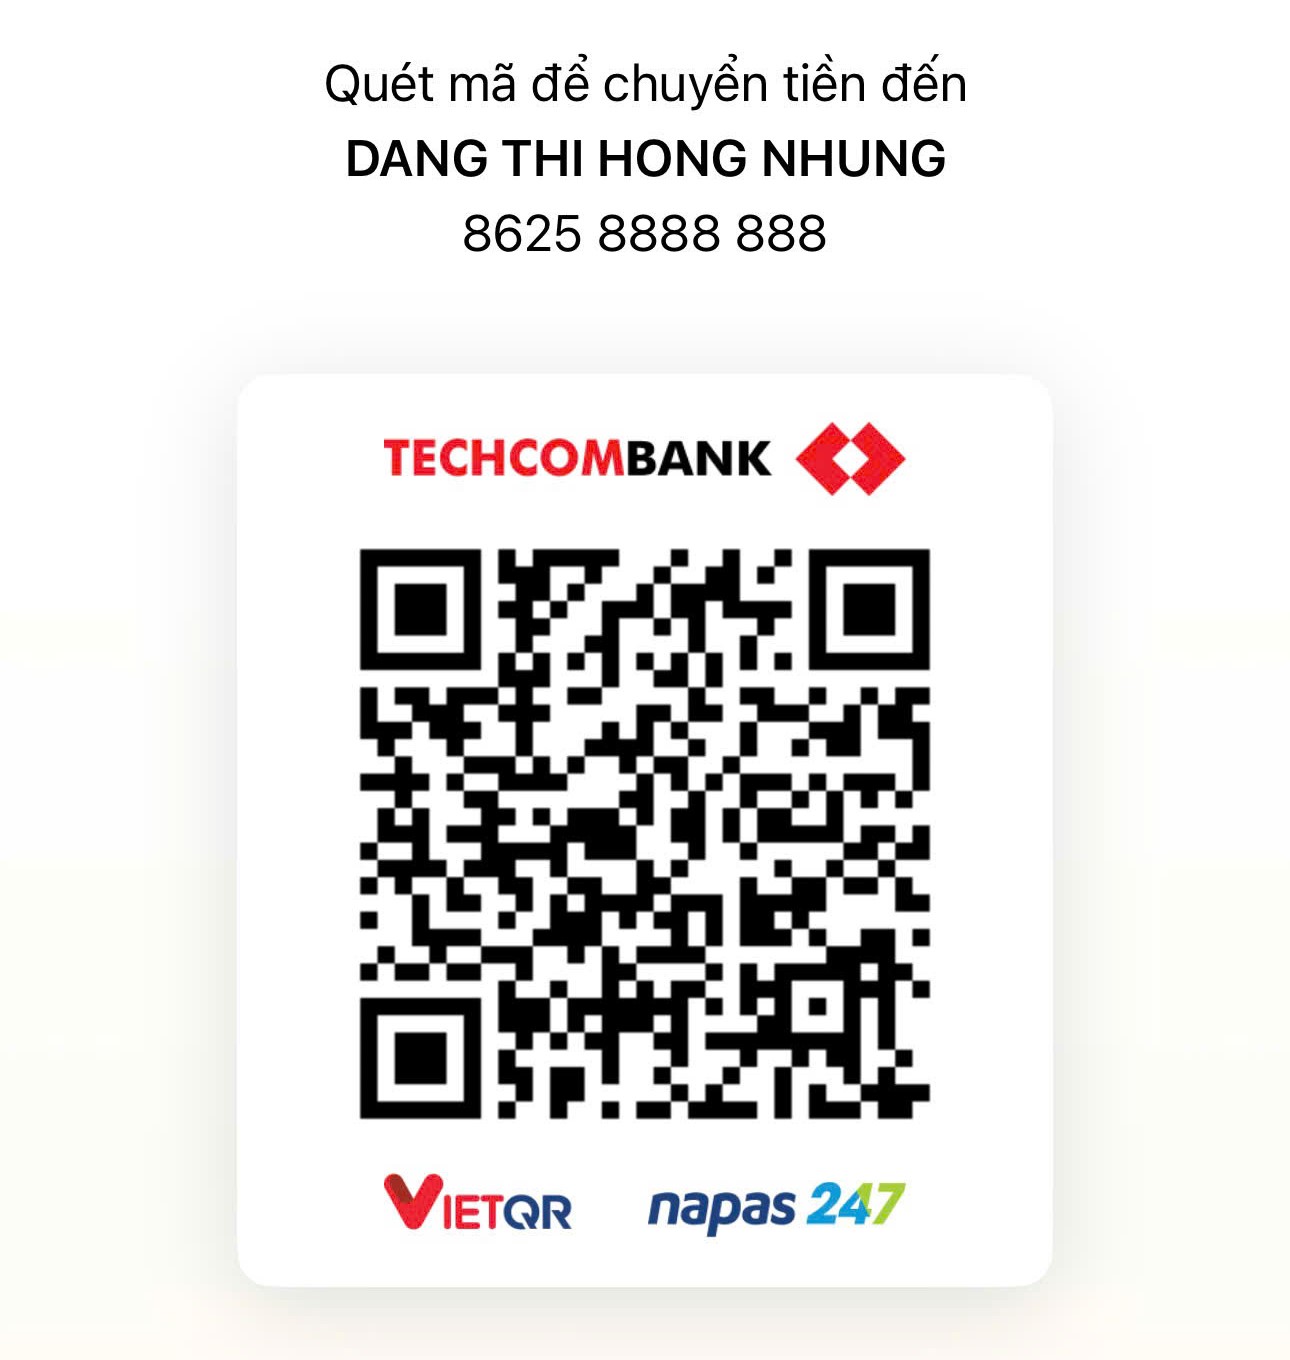 Quét mã để chuyển tiền đến
DANG THI HONG NHUNG
8625 8888 888
TECHCOMBANK
VIETQR
napas 247